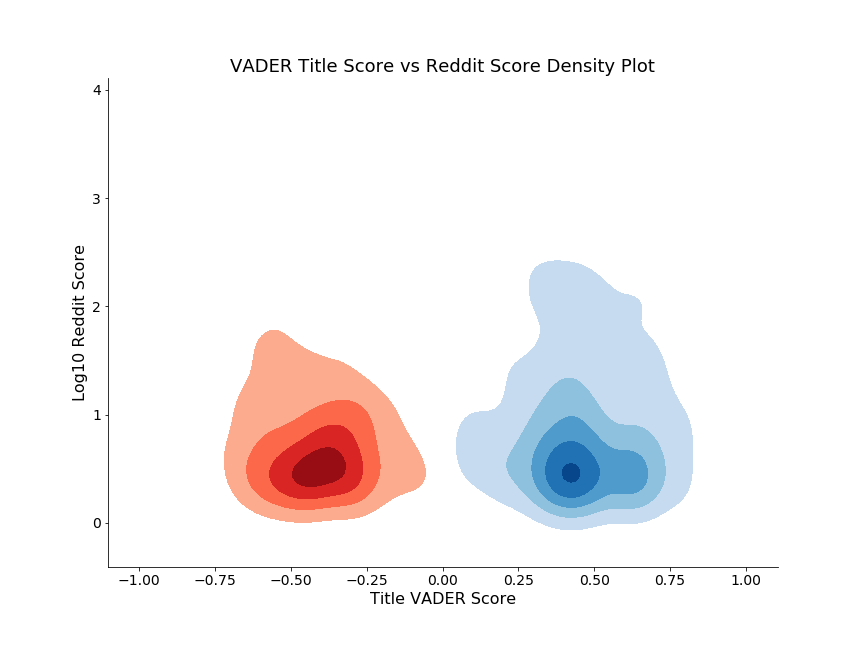 VADER Title Score vs Reddit Score Density Plot
4
3
2
1
0
Log10 Reddit Score
−1.00 −0.75 −0.50 −0.25 0.00 0.25 0.50 0.75 1.00
Title VADER Score